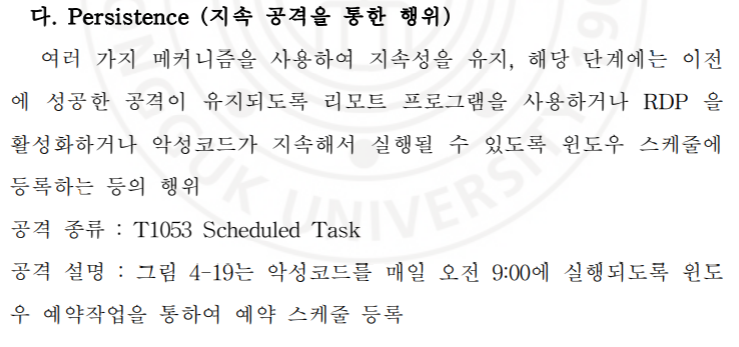 다. Persistence (지속 공격을 통한 행위)
여러 가지 메커니즘을 사용하여 지속성을 유지, 해당 단계에는 이전
에 성공한 공격이 유지되도록 리모트 프로그램을 사용하거나 RDP 을
활성화하거나 악성코드가 지속해서 실행될 수 있도록 윈도우 스케줄에
등록하는 등의 행위
공격 종류 : T1053 Scheduled Task
공격 설명 : 그림 4-19는 악성코드를 매일 오전 9:00에 실행되도록 윈도
우 예약작업을 통하여 예약 스케줄 등록